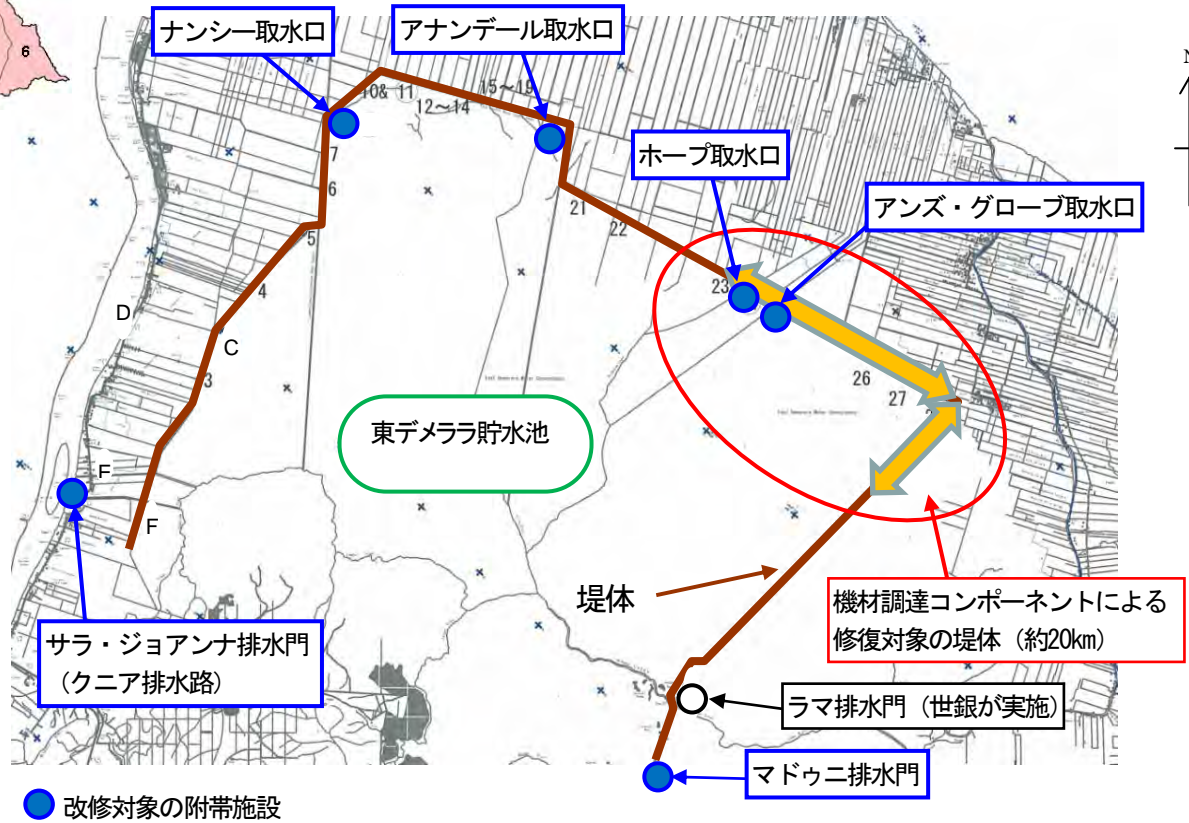 6
ナンシー取水口
アナンデール取水口
N
10& 11
12～14
15～19
ホープ取水口
7
アンズ・グローブ取水口
6
21
22
5
23
4
D
C
26
3
27
東デメララ貯水池
E
F
堤体
機材調達コンポーネントによる
修復対象の堤体（約20km）
サラ・ジョアンナ排水門
（クニア排水路）
ラマ排水門（世銀が実施）
マドゥニ排水門
改修対象の附帯施設